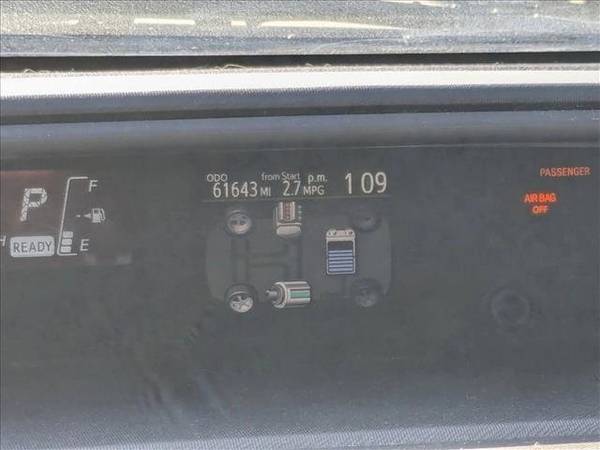 ODO from Start p.m.
61643 MI 2.7 MPG 1 09
PASSENGER
AIR BAG
OFF
P
F
H READY E